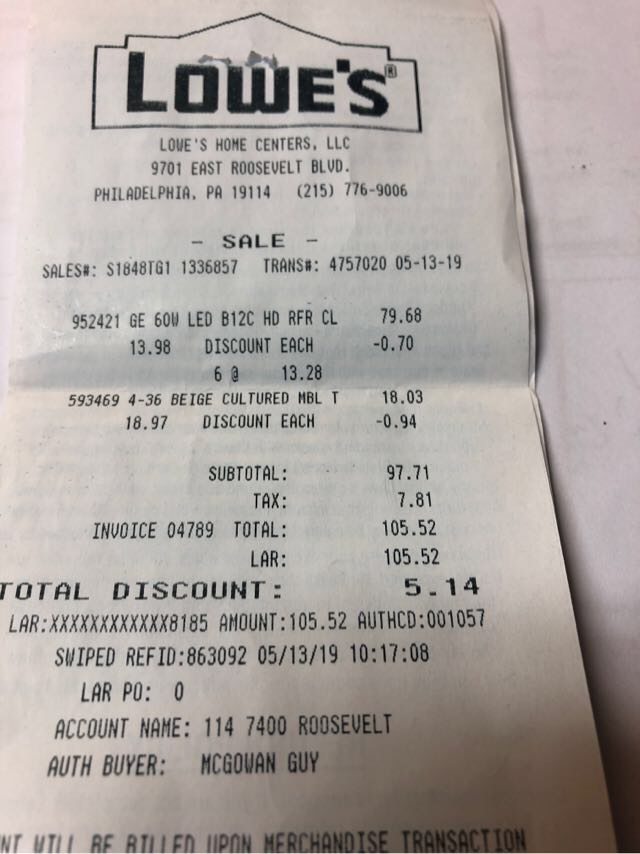 LOWE'S®
LOWE'S HOME CENTERS, LLC
9701 EAST ROOSEVELT BLVD.
PHILADELPHIA, PA 19114 (215) 776-9006
- SALE -
SALES#: S1848TG1 1336857 TRANS#: 4757020 05-13-19
952421 GE 60W LED B12C HD RFR CL 79.68
13.98 DISCOUNT EACH -0.70
6 @ 13.28
593469 4-36 BEIGE CULTURED MBL T 18.03
18.97 DISCOUNT EACH -0.94
SUBTOTAL: 97.71
TAX: 7.81
INVOICE 04789 TOTAL: 105.52
LAR: 105.52
TOTAL DISCOUNT: 5.14
LAR:XXXXXXXXXXXX8185 AMOUNT:105.52 AUTHCD:001057
SWIPED REFID:863092 05/13/19 10:17:08
LAR PO: 0
ACCOUNT NAME: 114 7400 ROOSEVELT
AUTH BUYER: MCGOWAN GUY
NT WILL BE BILLED UPON MERCHANDISE TRANSACTION